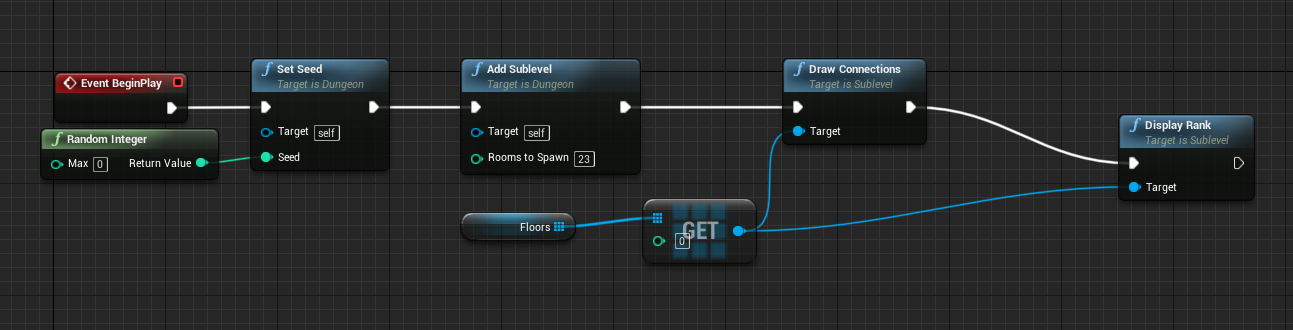 Event BeginPlay
Random Integer
Max 0 Return Value
f Set Seed
Target is Dungeon
Target self
Seed
f Add Sublevel
Target is Dungeon
Target self
Rooms to Spawn 23
Floors
GET
0
f Draw Connections
Target is Sublevel
Target
f Display Rank
Target is Sublevel
Target